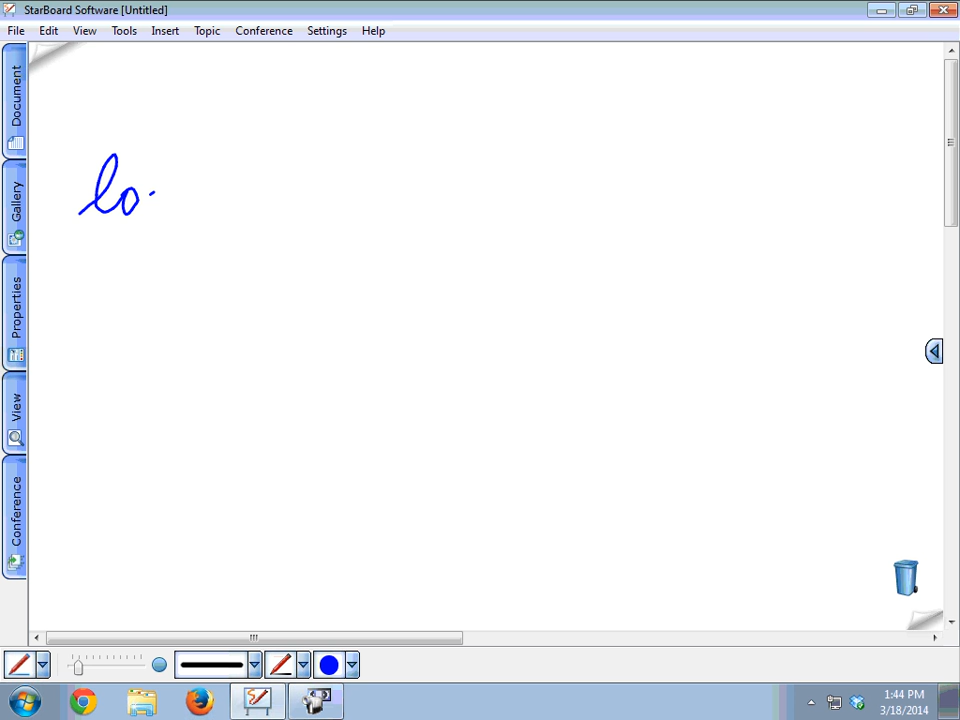 StarBoard Software [Untitled]
File Edit View Tools Insert Topic Conference Settings Help
Document
Gallery
Properties
View
Conference
lo
1:44 PM
3/18/2014